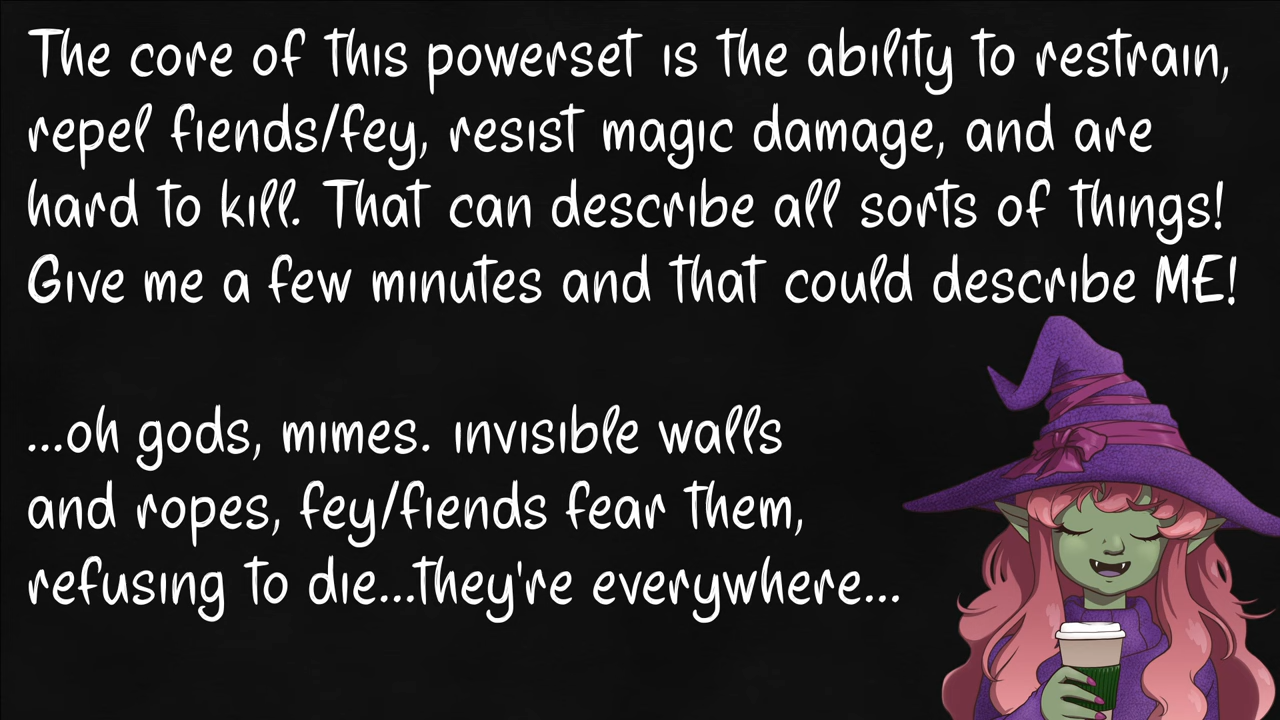 The core of this powerset is the ability to restrain,
repel fiends/fey, resist magic damage, and are
hard to kill. That can describe all sorts of things!
Give me a few minutes and that could describe ME!
...oh gods, mimes. invisible walls
and ropes, fey/fiends fear them,
refusing to die...they're everywhere...